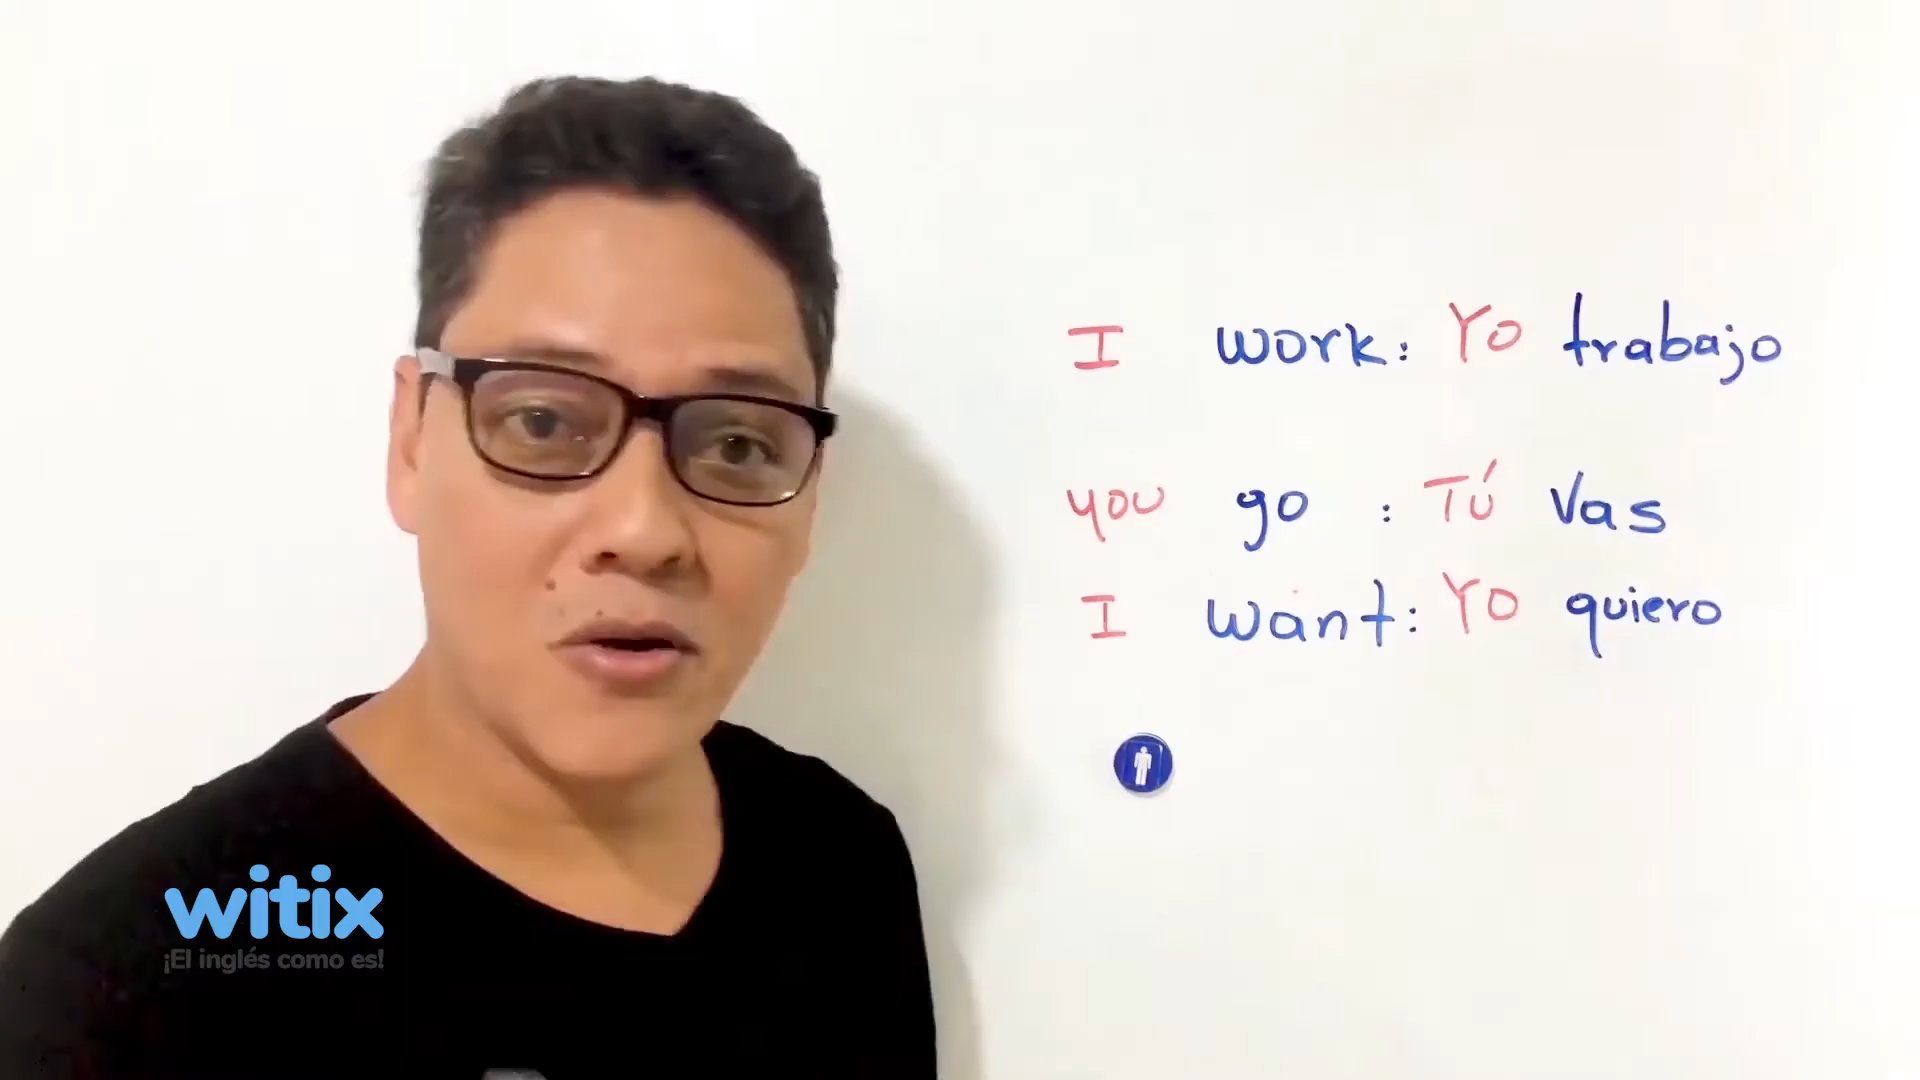 I work: Yo trabajo
you go : Tú vas
I want: Yo quiero
witix
¡El inglés como es!